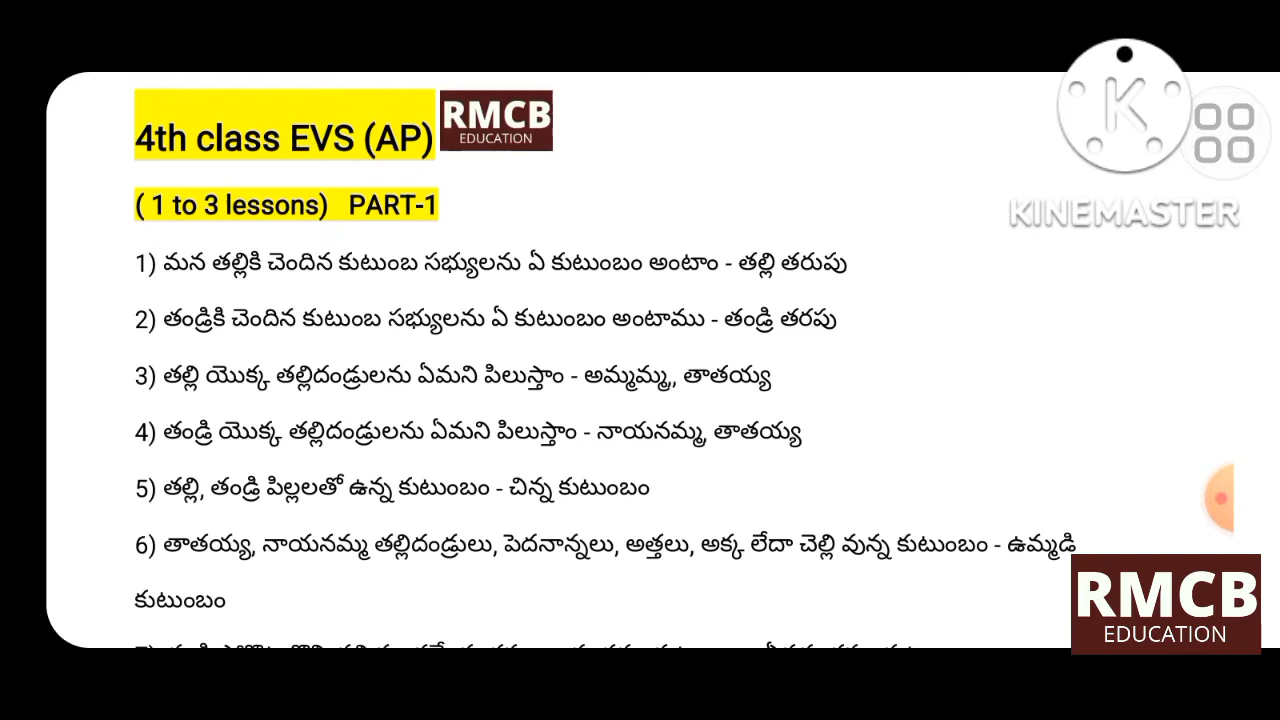 4th class EVS (AP)
RMCB
EDUCATION
KINEMASTER
( 1 to 3 lessons) PART-1
1) మన తల్లికి చెందిన కుటుంబ సభ్యులను ఏ కుటుంబం అంటాం - తల్లి తరుపు
2) తండ్రికి చెందిన కుటుంబ సభ్యులను ఏ కుటుంబం అంటాము - తండ్రి తరపు
3) తల్లి యొక్క తల్లిదండ్రులను ఏమని పిలుస్తాం - అమ్మమ్మ,, తాతయ్య
4) తండ్రి యొక్క తల్లిదండ్రులను ఏమని పిలుస్తాం - నాయనమ్మ, తాతయ్య
5) తల్లి, తండ్రి పిల్లలతో ఉన్న కుటుంబం - చిన్న కుటుంబం
6) తాతయ్య, నాయనమ్మ తల్లిదండ్రులు, పెదనాన్నలు, అత్తలు, అక్క లేదా చెల్లి వున్న కుటుంబం - ఉమ్మడి
కుటుంబం
RMCB
EDUCATION